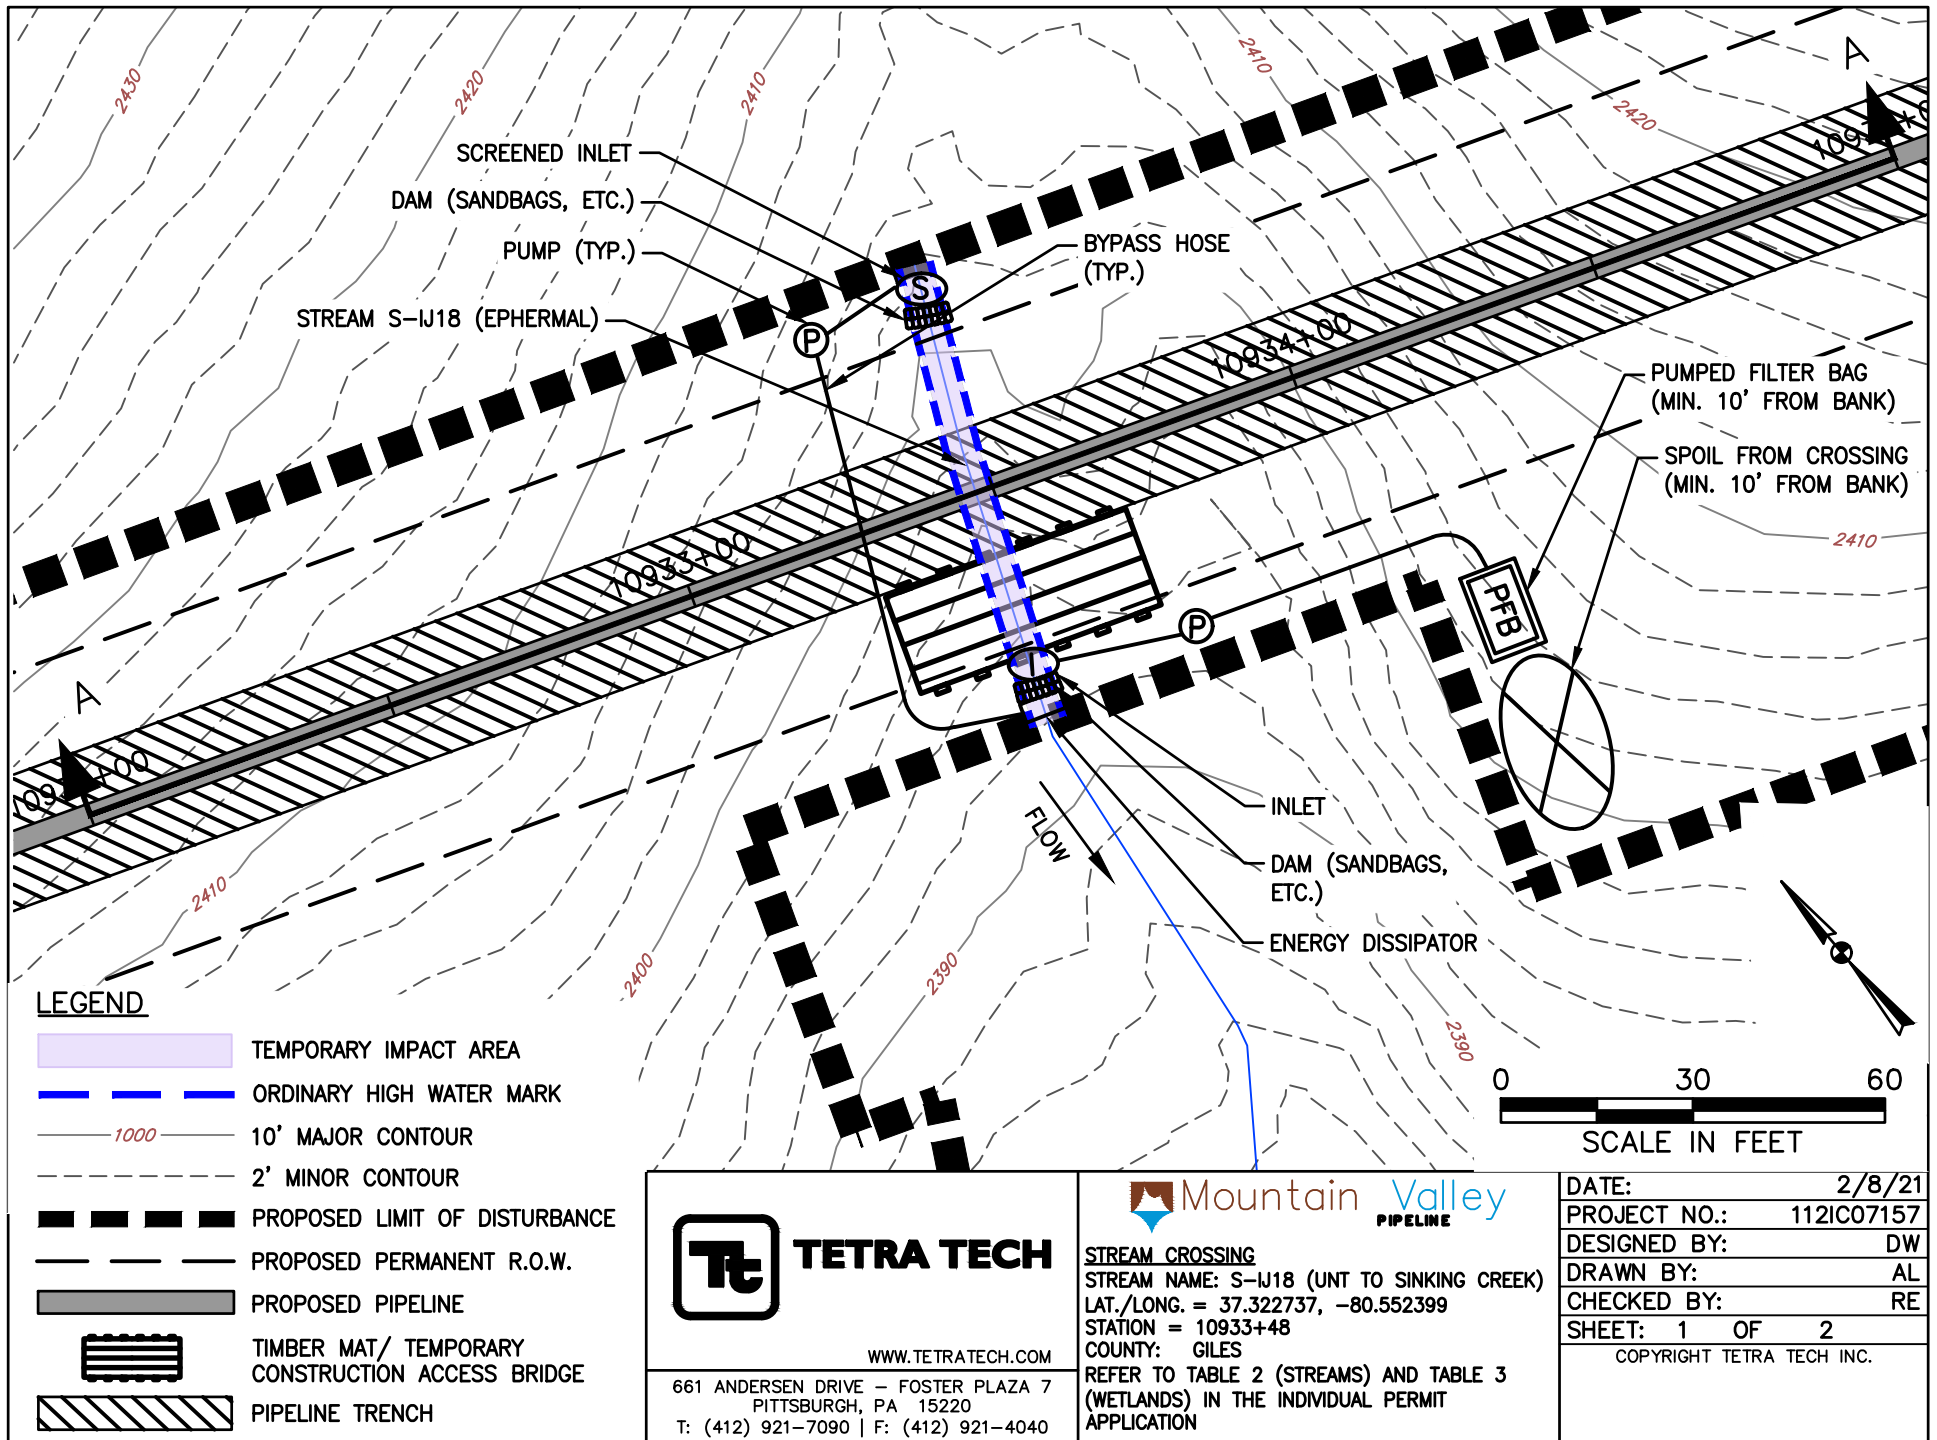 2430
2420
2410
2410
2420
A
SCREENED INLET
DAM (SANDBAGS, ETC.)
PUMP (TYP.)
STREAM S-IJ18 (EPHERMAL)
BYPASS HOSE
(TYP.)
S
P
10934+00
PUMPED FILTER BAG
(MIN. 10' FROM BANK)
SPOIL FROM CROSSING
(MIN. 10' FROM BANK)
2410
10933+00
PFB
P
I
A
INLET
FLOW
DAM (SANDBAGS,
ETC.)
ENERGY DISSIPATOR
2410
2400
2390
2390
LEGEND
TEMPORARY IMPACT AREA
ORDINARY HIGH WATER MARK
1000
10' MAJOR CONTOUR
2' MINOR CONTOUR
PROPOSED LIMIT OF DISTURBANCE
PROPOSED PERMANENT R.O.W.
PROPOSED PIPELINE
TIMBER MAT/ TEMPORARY
CONSTRUCTION ACCESS BRIDGE
PIPELINE TRENCH
0 30 60
SCALE IN FEET
Tt TETRA TECH
WWW.TETRATECH.COM
661 ANDERSEN DRIVE – FOSTER PLAZA 7
PITTSBURGH, PA 15220
T: (412) 921-7090 | F: (412) 921-4040
Mountain Valley
PIPELINE
STREAM CROSSING
STREAM NAME: S-IJ18 (UNT TO SINKING CREEK)
LAT./LONG. = 37.322737, -80.552399
STATION = 10933+48
COUNTY: GILES
REFER TO TABLE 2 (STREAMS) AND TABLE 3
(WETLANDS) IN THE INDIVIDUAL PERMIT
APPLICATION
DATE: 2/8/21
PROJECT NO.: 112IC07157
DESIGNED BY: DW
DRAWN BY: AL
CHECKED BY: RE
SHEET: 1 OF 2
COPYRIGHT TETRA TECH INC.